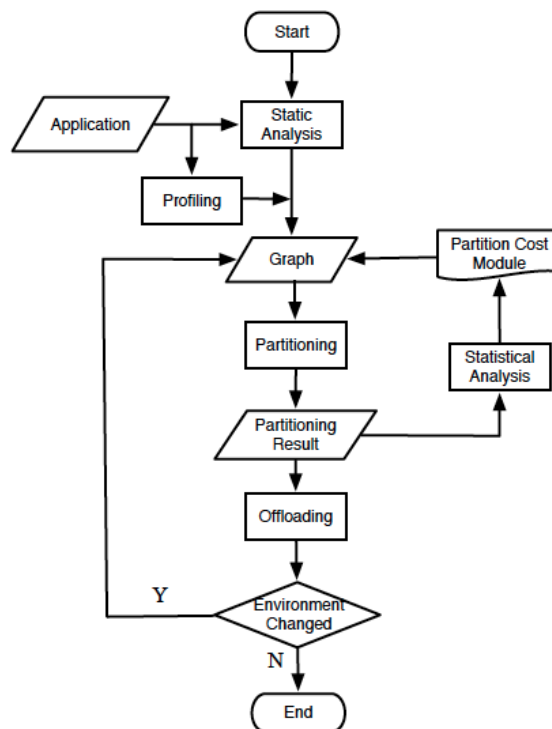 Start
Application
Static
Analysis
Profiling
Graph
Partition Cost
Module
Partitioning
Statistical
Analysis
Partitioning
Result
Offloading
Environment
Changed
Y
N
End